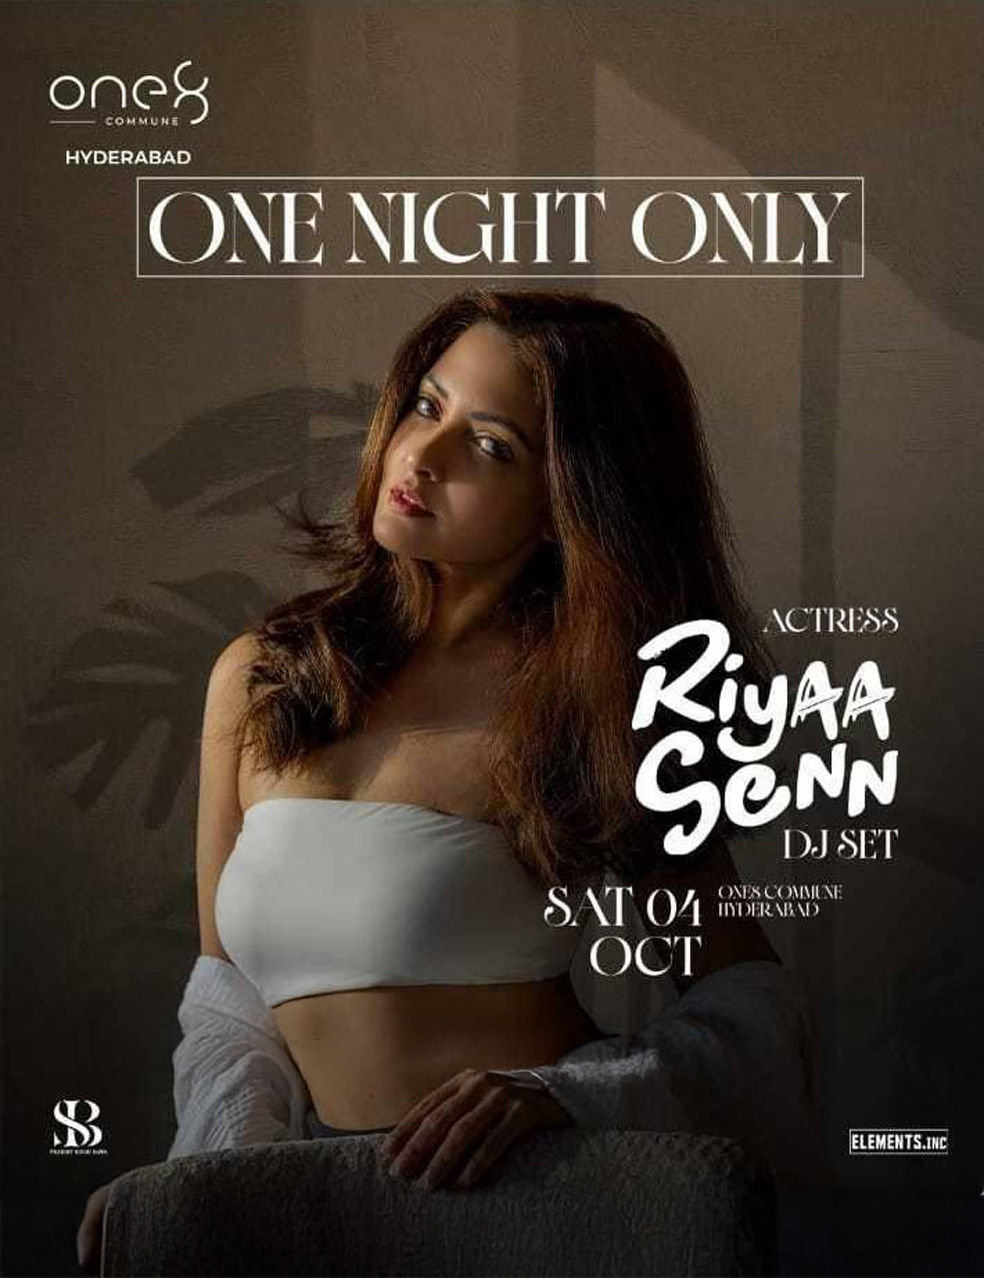 one8
COMMUNE
HYDERABAD
ONE NIGHT ONLY
ACTRESS
RiyAA
SeNN
DJ SET
SAT 04
OCT
ONE8 COMMUNE
HYDERABAD
SB
ELEMENTS.INC